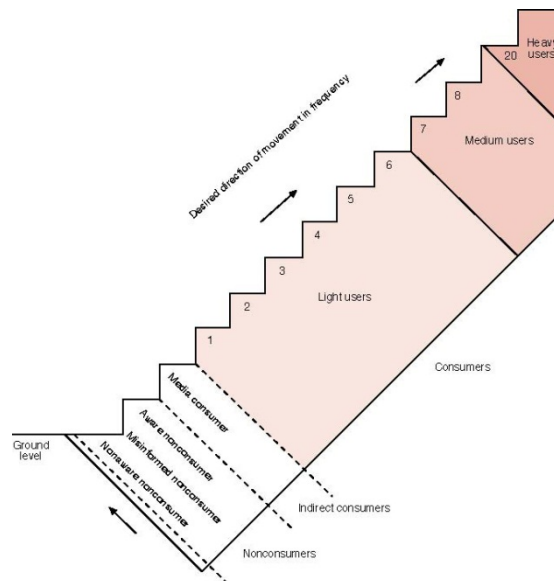 Heavy
users
20
8
7
Medium users
Desired direction of movement in frequency
6
5
4
3
2
1
Light users
Consumers
Media consumer
Aware nonconsumer
Misinformed nonconsumer
Nonaware nonconsumer
Ground
level
Indirect consumers
Nonconsumers